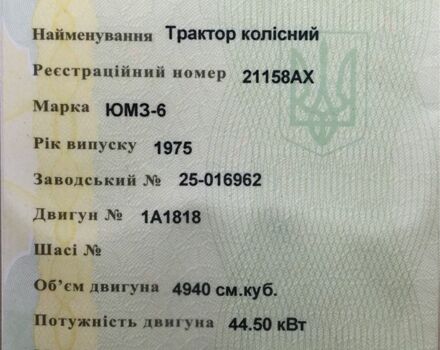 Найменування Трактор колісний
Реєстраційний номер 21158АХ
Марка ЮМЗ-6
Рік випуску 1975
Заводський № 25-016962
Двигун № 1А1818
Шасі №
Об'єм двигуна 4940 см.куб.
Потужність двигуна 44.50 кВт